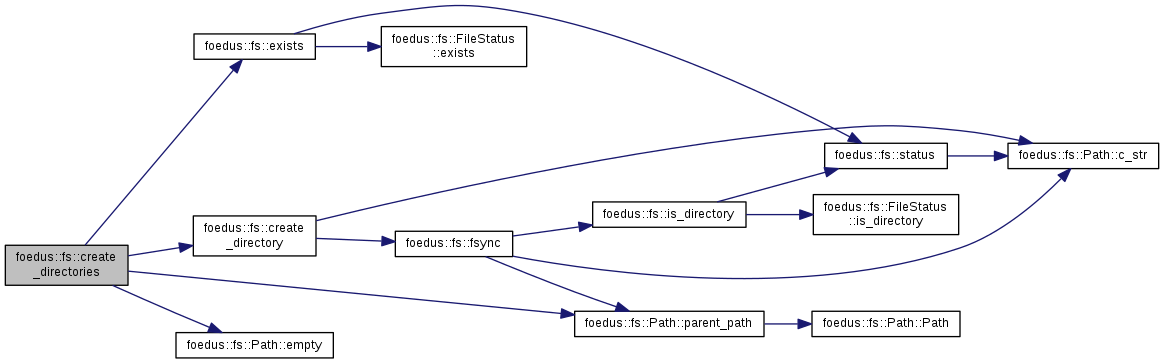 foedus::fs::exists
foedus::fs::FileStatus
::exists
foedus::fs::status
foedus::fs::Path::c_str
foedus::fs::is_directory
foedus::fs::FileStatus
::is_directory
foedus::fs::create
_directory
foedus::fs::fsync
foedus::fs::create
_directories
foedus::fs::Path::parent_path
foedus::fs::Path::Path
foedus::fs::Path::empty